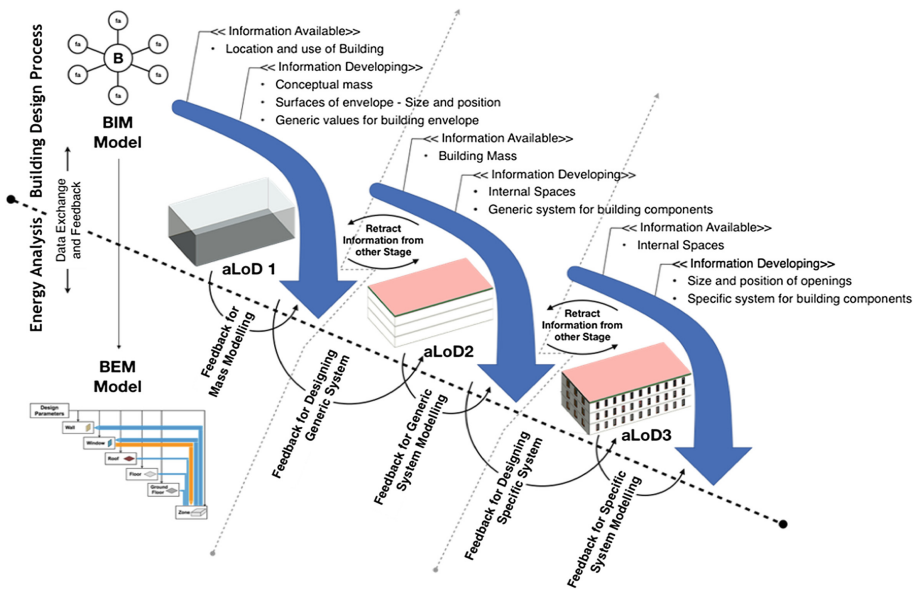 Building Design Process
Energy Analysis
Data Exchange
and Feedback
fa
fa
fa
B
fa
fa
fa
BIM
Model
BEM
Model
Design
Parameters
Wall
Window
Roof
Floor
Ground
Floor
Zone
<< Information Available>>
• Location and use of Building
<< Information Developing>>
• Conceptual mass
• Surfaces of envelope - Size and position
• Generic values for building envelope
aLoD 1
Feedback for
Mass Modelling
Feedback for Designing
Generic System
<< Information Available>>
• Building Mass
<< Information Developing>>
• Internal Spaces
• Generic system for building components
Retract
Information from
other Stage
aLoD2
Feedback for Generic
System Modelling
Feedback for Designing
Specific System
<< Information Available>>
• Internal Spaces
<< Information Developing>>
• Size and position of openings
• Specific system for building components
Retract
Information from
other Stage
aLoD3
Feedback for Specific
System Modelling